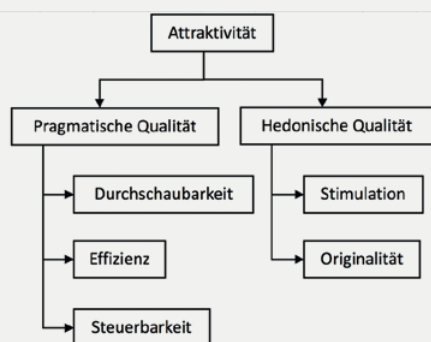 Attraktivität
Pragmatische Qualität
Hedonische Qualität
Durchschaubarkeit
Stimulation
Effizienz
Originalität
Steuerbarkeit